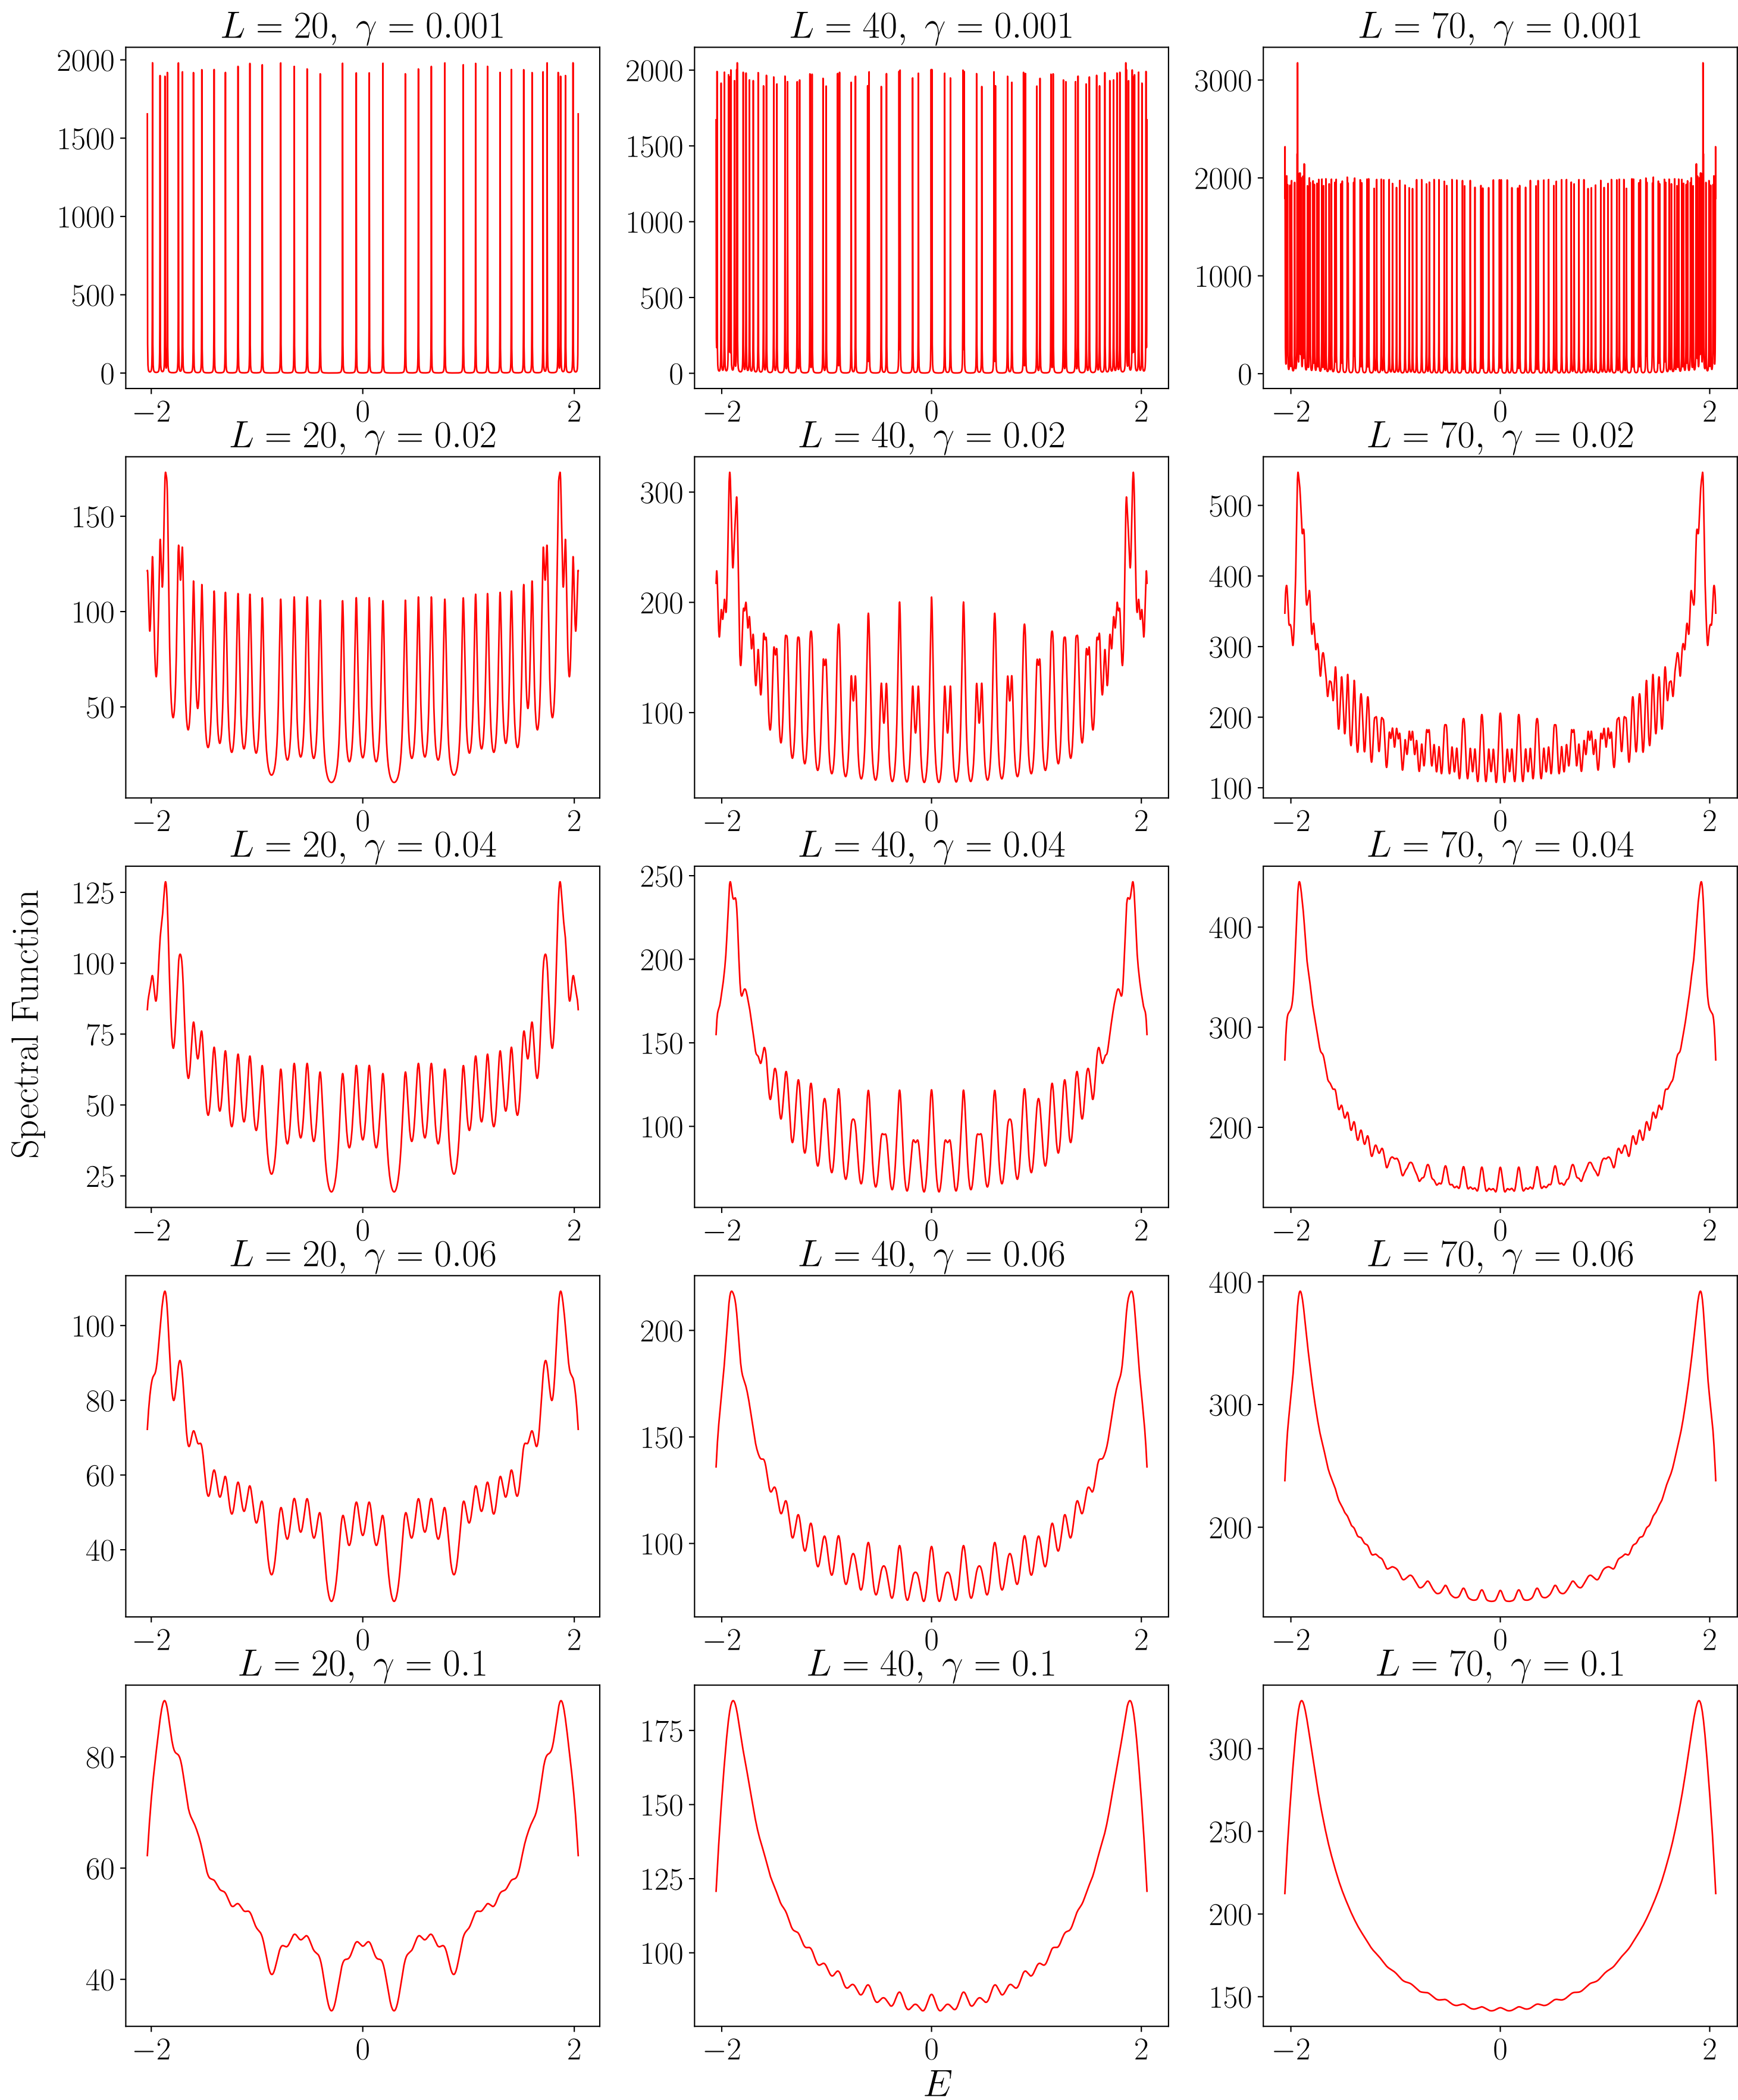 L = 20, γ = 0.001
L = 40, γ = 0.001
L = 70, γ = 0.001
2000
1500
1000
500
0
−2 0 2
2000
1500
1000
500
0
−2 0 2
3000
2000
1000
0
−2 0 2
L = 20, γ = 0.02
L = 40, γ = 0.02
L = 70, γ = 0.02
150
100
50
−2 0 2
300
200
100
−2 0 2
500
400
300
200
100
−2 0 2
L = 20, γ = 0.04
L = 40, γ = 0.04
L = 70, γ = 0.04
Spectral Function
125
100
75
50
25
−2 0 2
250
200
150
100
−2 0 2
400
300
200
−2 0 2
L = 20, γ = 0.06
L = 40, γ = 0.06
L = 70, γ = 0.06
100
80
60
40
−2 0 2
200
150
100
−2 0 2
400
300
200
−2 0 2
L = 20, γ = 0.1
L = 40, γ = 0.1
L = 70, γ = 0.1
80
60
40
−2 0 2
175
150
125
100
−2 0 2
300
250
200
150
−2 0 2
E